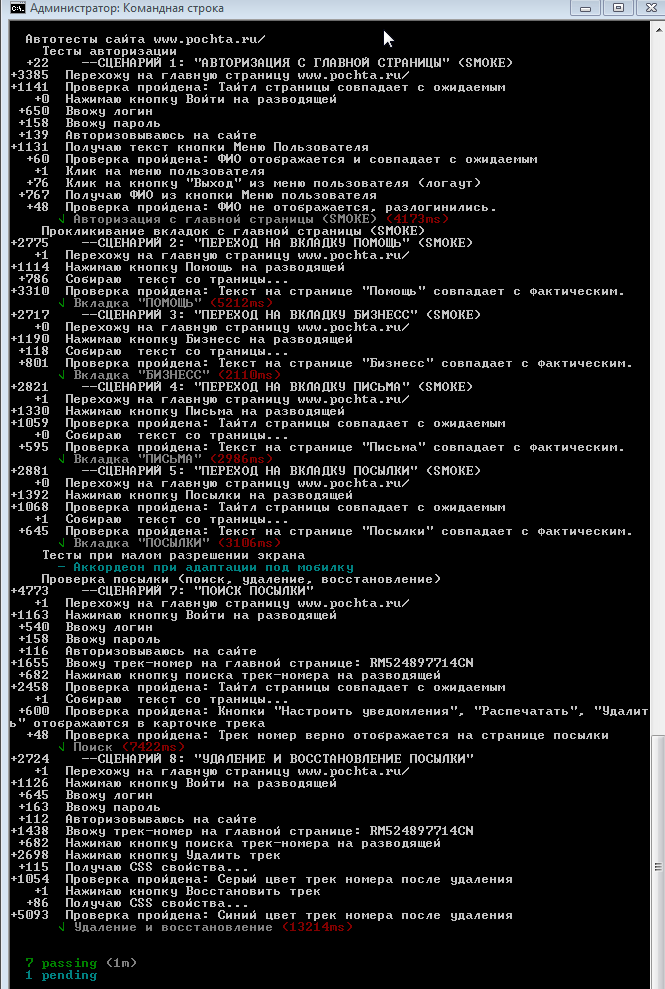 Администратор: Командная строка
Автотесты сайта www.pochta.ru/
Тесты авторизации
+22 --СЦЕНАРИЙ 1: "АВТОРИЗАЦИЯ С ГЛАВНОЙ СТРАНИЦЫ" (SMOKE)
+3385 Перехожу на главную страницу www.pochta.ru/
+1141 Проверка пройдена: Тайтл страницы совпадает с ожидаемым
+0 Нажимаю кнопку Войти на разводящей
+650 Ввожу логин
+158 Ввожу пароль
+139 Авторизовываюсь на сайте
+1131 Получаю текст кнопки Меню Пользователя
+60 Проверка пройдена: ФИО отображается и совпадает с ожидаемым
+1 Клик на меню пользователя
+76 Клик на кнопку "Выход" из меню пользователя (логаут)
+767 Получаю ФИО из кнопки Меню пользователя
+48 Проверка пройдена: ФИО не отображается, разлогинились.
√ Авторизация с главной страницы (SMOKE) (4173ms)
Прокликивание вкладок с главной страницы (SMOKE)
+2775 --СЦЕНАРИЙ 2: "ПЕРЕХОД НА ВКЛАДКУ ПОМОЩЬ" (SMOKE)
+1 Перехожу на главную страницу www.pochta.ru/
+1114 Нажимаю кнопку Помощь на разводящей
+786 Собираю  текст со траницы...
+3310 Проверка пройдена: Текст на странице "Помощь" совпадает с фактическим.
√ Вкладка "ПОМОЩЬ" (5212ms)
+2717 --СЦЕНАРИЙ 3: "ПЕРЕХОД НА ВКЛАДКУ БИЗНЕСС" (SMOKE)
+0 Перехожу на главную страницу www.pochta.ru/
+1190 Нажимаю кнопку Бизнесс на разводящей
+118 Собираю  текст со траницы...
+801 Проверка пройдена: Текст на странице "Бизнесс" совпадает с фактическим.
√ Вкладка "БИЗНЕСС" (2110ms)
+2821 --СЦЕНАРИЙ 4: "ПЕРЕХОД НА ВКЛАДКУ ПИСЬМА" (SMOKE)
+1 Перехожу на главную страницу www.pochta.ru/
+1330 Нажимаю кнопку Письма на разводящей
+1059 Проверка пройдена: Тайтл страницы совпадает с ожидаемым
+0 Собираю  текст со траницы...
+595 Проверка пройдена: Текст на странице "Письма" совпадает с фактическим.
√ Вкладка "ПИСЬМА" (2986ms)
+2881 --СЦЕНАРИЙ 5: "ПЕРЕХОД НА ВКЛАДКУ ПОСЫЛКИ" (SMOKE)
+0 Перехожу на главную страницу www.pochta.ru/
+1392 Нажимаю кнопку Посылки на разводящей
+1068 Проверка пройдена: Тайтл страницы совпадает с ожидаемым
+1 Собираю  текст со траницы...
+645 Проверка пройдена: Текст на странице "Посылки" совпадает с фактическим.
√ Вкладка "ПОСЫЛКИ" (3106ms)
Тесты при малом разрешении экрана
- Аккордеон при адаптации под мобилку
Проверка посылки (поиск, удаление, восстановление)
+4773 --СЦЕНАРИЙ 7: "ПОИСК ПОСЫЛКИ"
+1 Перехожу на главную страницу www.pochta.ru/
+1163 Нажимаю кнопку Войти на разводящей
+540 Ввожу логин
+158 Ввожу пароль
+116 Авторизовываюсь на сайте
+1655 Ввожу трек-номер на главной странице: RM524897714CN
+682 Нажимаю кнопку поиска трек-номера на разводящей
+2458 Проверка пройдена: Тайтл страницы совпадает с ожидаемым
+1 Собираю  текст со траницы...
+600 Проверка пройдена: Кнопки "Настроить уведомления", "Распечатать", "Удалит
ь" отображаются в карточке трека
+48 Проверка пройдена: Трек номер верно отображается на странице посылки
√ Поиск (7422ms)
+2724 --СЦЕНАРИЙ 8: "УДАЛЕНИЕ И ВОССТАНОВЛЕНИЕ ПОСЫЛКИ"
+1 Перехожу на главную страницу www.pochta.ru/
+1126 Нажимаю кнопку Войти на разводящей
+645 Ввожу логин
+163 Ввожу пароль
+112 Авторизовываюсь на сайте
+1438 Ввожу трек-номер на главной странице: RM524897714CN
+682 Нажимаю кнопку поиска трек-номера на разводящей
+2698 Нажимаю кнопку Удалить трек
+115 Получаю CSS свойства...
+1054 Проверка пройдена: Серый цвет трек номера после удаления
+1 Нажимаю кнопку Восстановить трек
+86 Получаю CSS свойства...
+5093 Проверка пройдена: Синий цвет трек номера после удаления
√ Удаление и восстановление (13214ms)
7 passing (1m)
1 pending